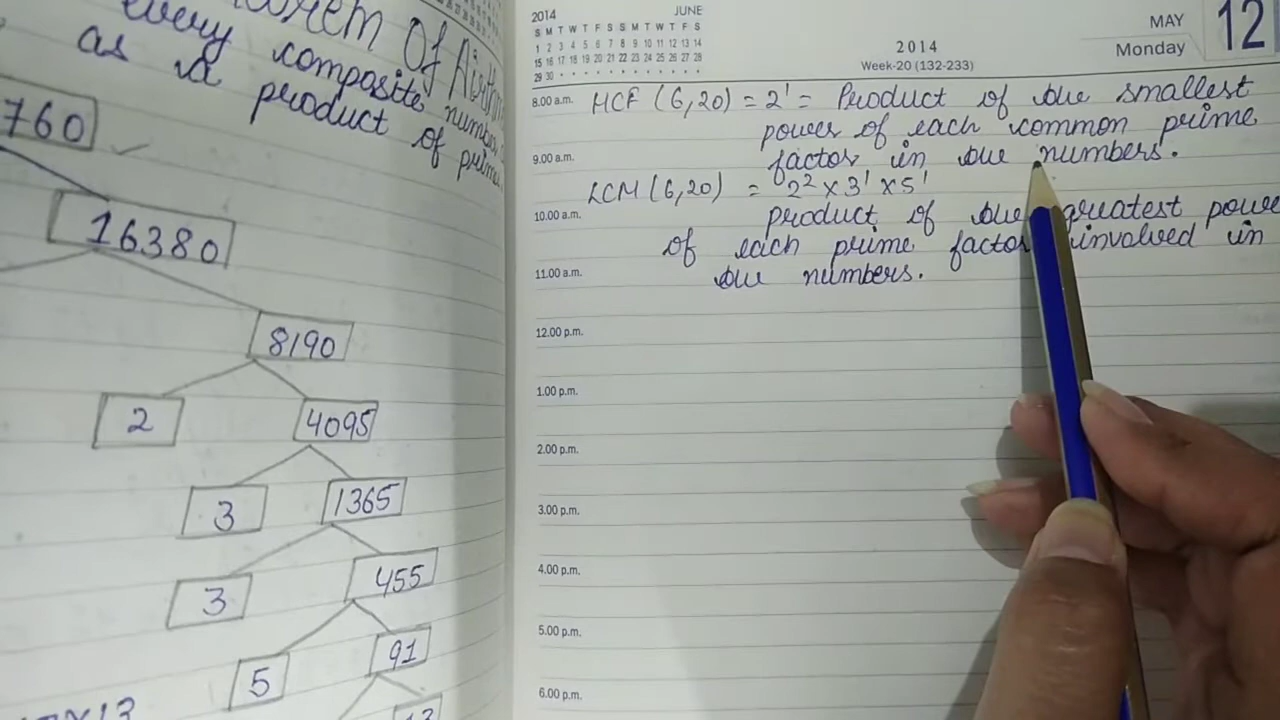 Of
every composite number
as a product of prime
760
16380
8190
2
4095
3
1365
3
455
5
91
13
2014
JUNE
S M T W T F S S M T W T F S
1 2 3 4 5 6 7 8 9 10 11 12 13 14
15 16 17 18 19 20 21 22 23 24 25 26 27 28
29 30
2014
Week-20 (132-233)
MAY
Monday
12
8.00 a.m.
HCF (6,20) = 2¹ = Product of the smallest
power of each common prime
9.00 a.m.
factor in the numbers.
LCM (6,20) = 2² × 3¹ × 5¹
10.00 a.m.
product of the greatest power
of each prime factor involved in
11.00 a.m.
the numbers.
12.00 p.m.
1.00 p.m.
2.00 p.m.
3.00 p.m.
4.00 p.m.
5.00 p.m.
6.00 p.m.